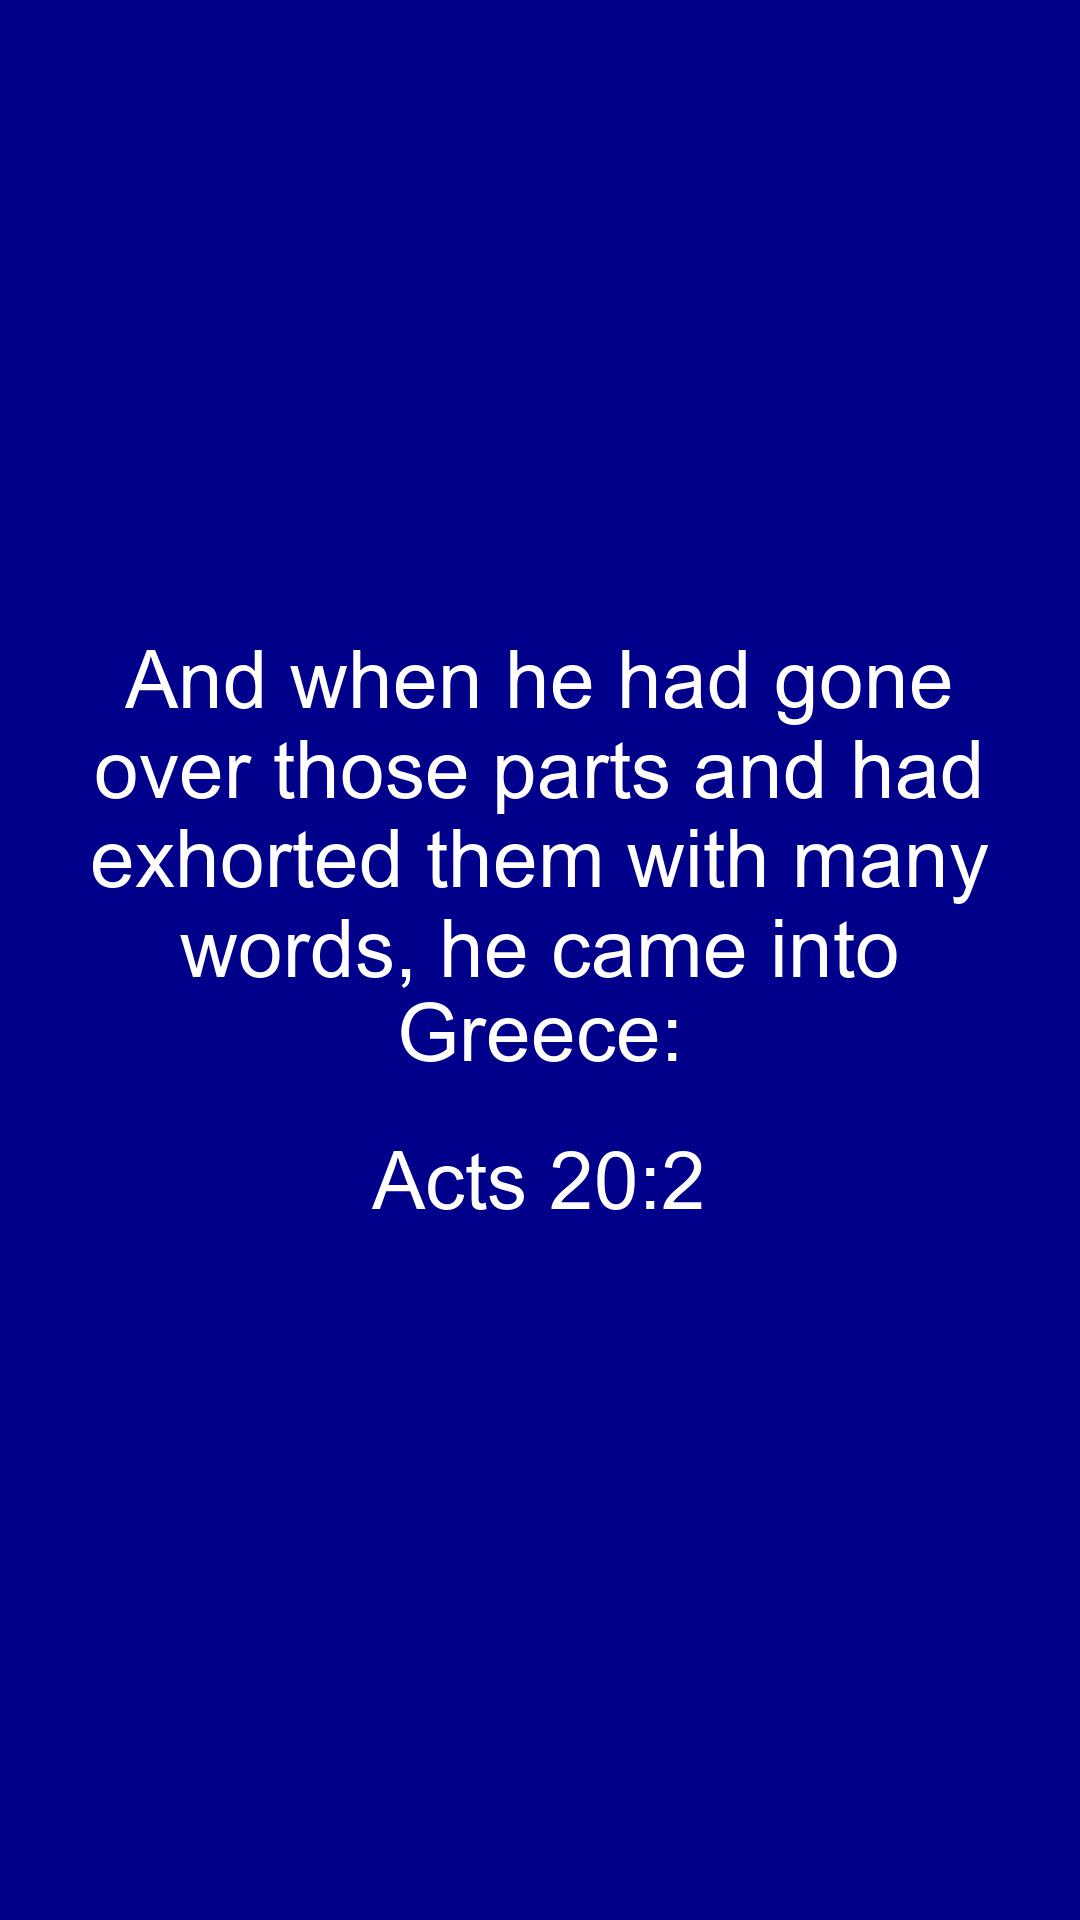 And when he had gone
over those parts and had
exhorted them with many
words, he came into
Greece:
Acts 20:2